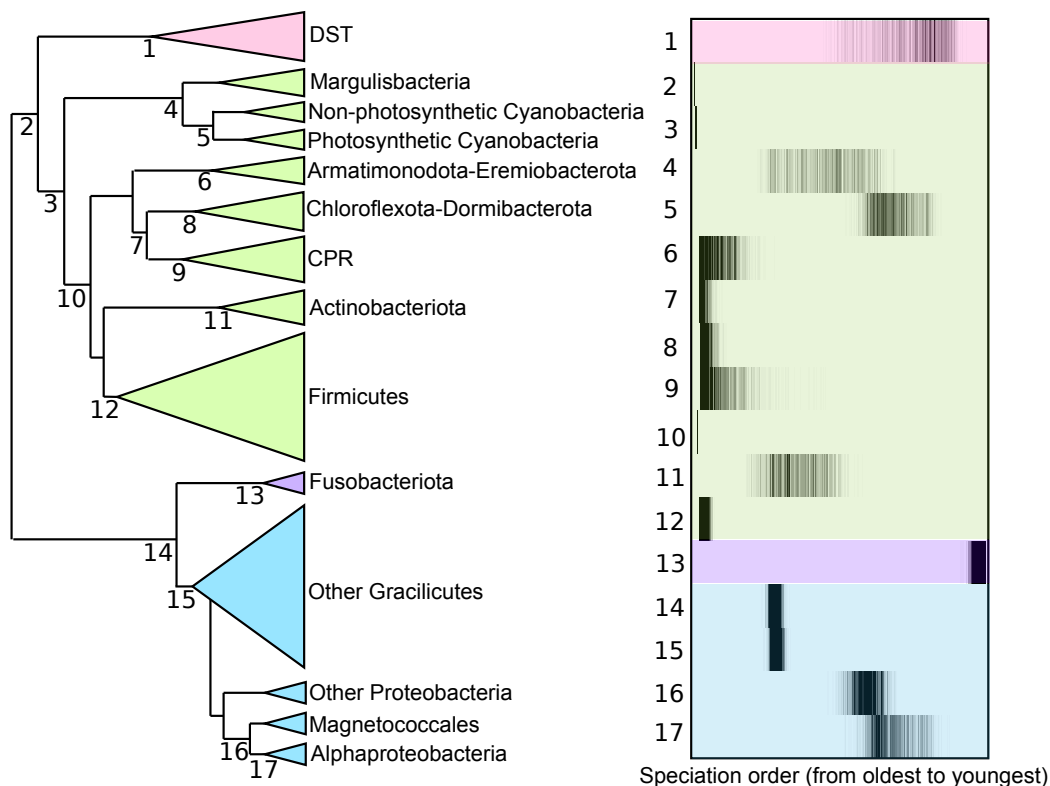 DST
1
Margulisbacteria
4
Non-photosynthetic Cyanobacteria
2
5
Photosynthetic Cyanobacteria
Armatimonodota-Eremiobacterota
6
3
Chloroflexota-Dormibacterota
8
7
CPR
9
10
Actinobacteriota
11
Firmicutes
12
Fusobacteriota
13
14
Other Gracilicutes
15
Other Proteobacteria
Magnetococcales
16
Alphaproteobacteria
17
1
2
3
4
5
6
7
8
9
10
11
12
13
14
15
16
17
Speciation order (from oldest to youngest)